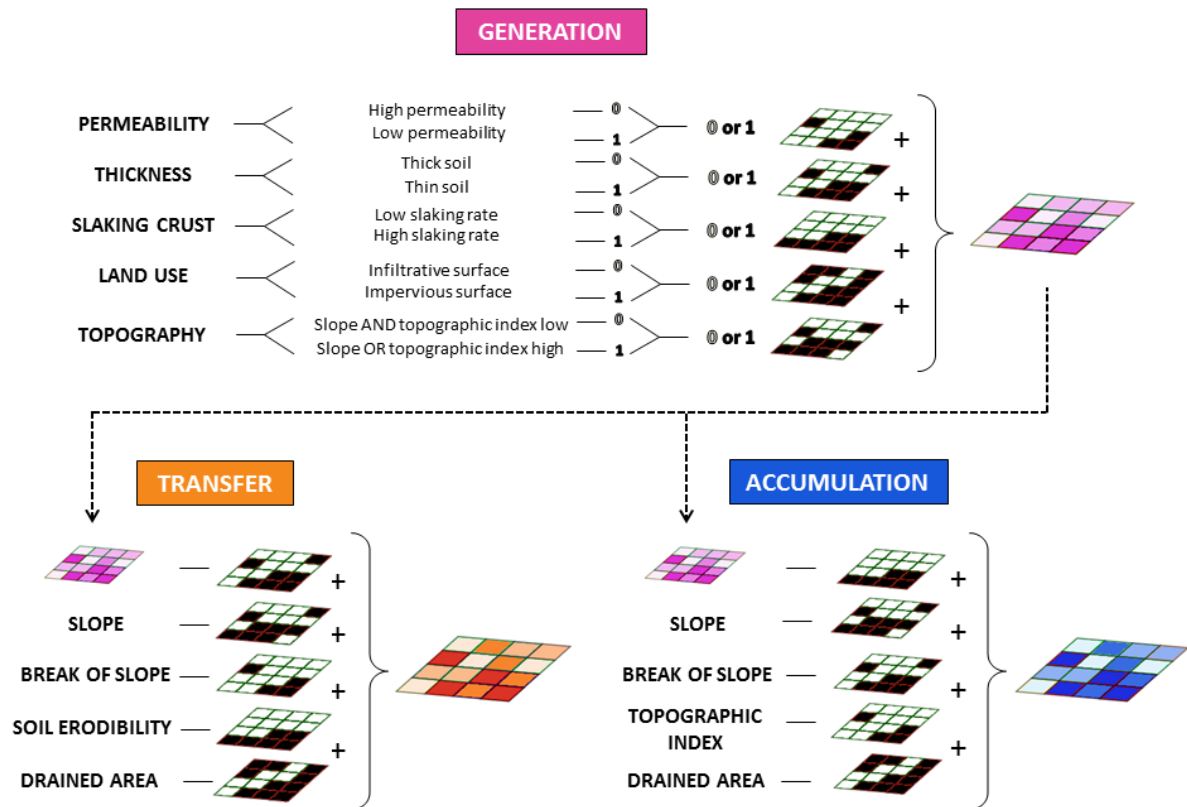 GENERATION
PERMEABILITY
High permeability
0
Low permeability
1
0 or 1
+
THICKNESS
Thick soil
0
Thin soil
1
0 or 1
+
SLAKING CRUST
Low slaking rate
0
High slaking rate
1
0 or 1
+
LAND USE
Infiltrative surface
0
Impervious surface
1
0 or 1
+
TOPOGRAPHY
Slope AND topographic index low
0
Slope OR topographic index high
1
0 or 1
TRANSFER
+
SLOPE
+
BREAK OF SLOPE
+
SOIL ERODIBILITY
+
DRAINED AREA
ACCUMULATION
+
SLOPE
+
BREAK OF SLOPE
+
TOPOGRAPHIC
INDEX
+
DRAINED AREA